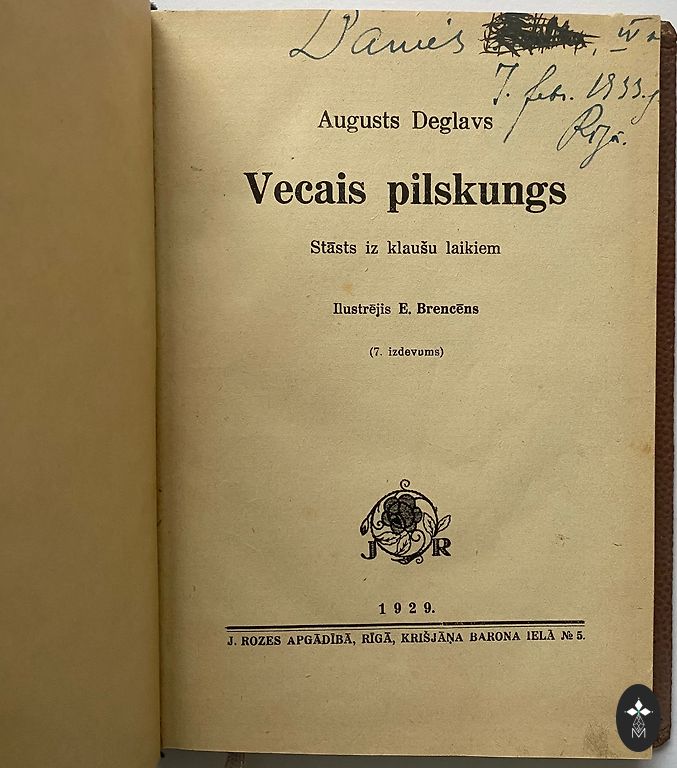 7. febr. 1933. g
Rīgā.
Augusts Deglavs
Vecais pilskungs
Stāsts iz klaušu laikiem
Ilustrējis E. Brencēns
(7. izdevums)
J R
1929.
J. ROZES APGĀDĪBĀ, RĪGĀ, KRIŠJĀŅA BARONA IELĀ № 5.
M